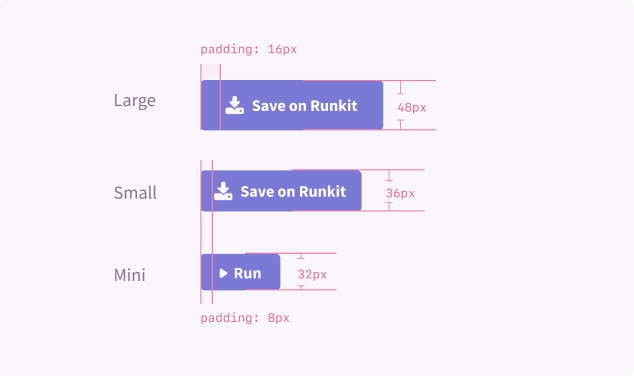 padding: 16px
Large
Save on Runkit
48px
Small
Save on Runkit
36px
Mini
Run
32px
padding: 8px